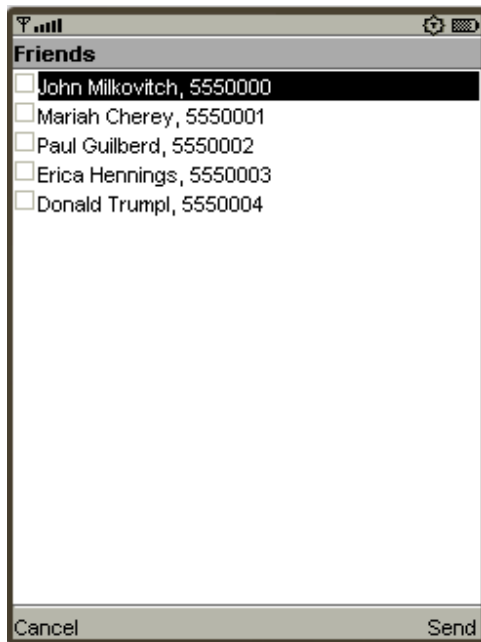 Friends
John Milkovitch, 5550000
Mariah Cherey, 5550001
Paul Guilberd, 5550002
Erica Hennings, 5550003
Donald Trumpl, 5550004
Cancel Send